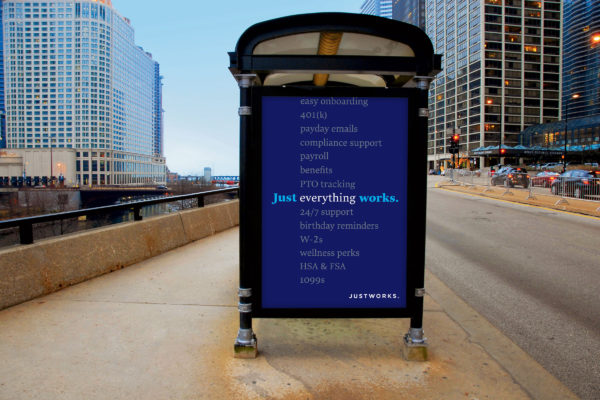 easy onboarding
401(k)
payday emails
compliance support
payroll
benefits
PTO tracking
Just everything works.
24/7 support
birthday reminders
W-2s
wellness perks
HSA & FSA
1099s
JUSTWORKS.